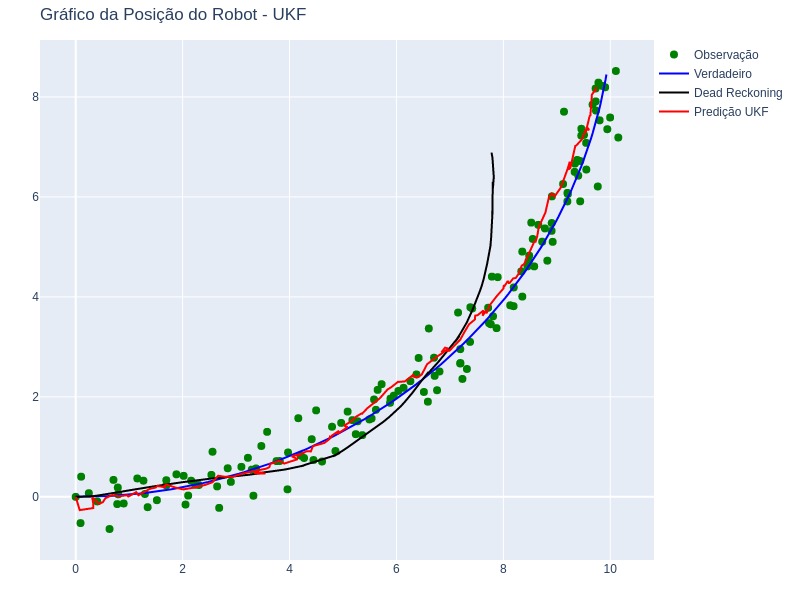 Gráfico da Posição do Robot - UKF
Observação
Verdadeiro
Dead Reckoning
Predição UKF
8
6
4
2
0
0 2 4 6 8 10